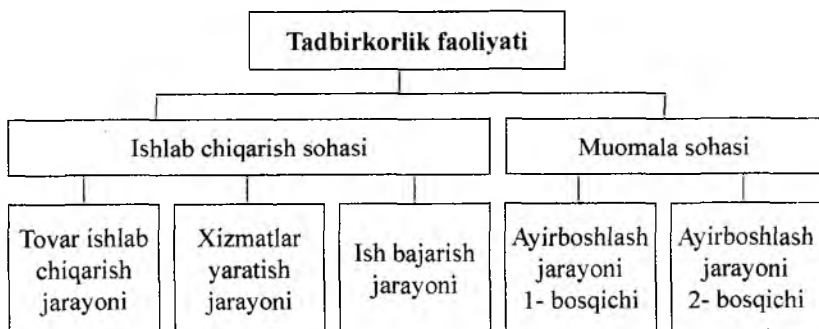 Tadbirkorlik faoliyati
Ishlab chiqarish sohasi
Muomala sohasi
Tovar ishlab
chiqarish
jarayoni
Xizmatlar
yaratish
jarayoni
Ish bajarish
jarayoni
Ayirboshlash
jarayoni
1- bosqichi
Ayirboshlash
jarayoni
2- bosqichi